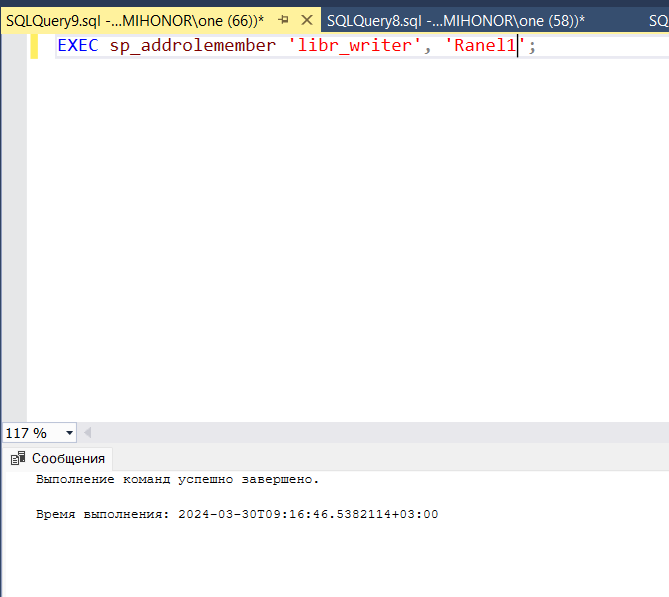 SQLQuery9.sql -...MIHONOR\one (66))* SQLQuery8.sql -...MIHONOR\one (58))* SQ
EXEC sp_addrolemember 'libr_writer', 'Ranel1';
117 %
Сообщения
Выполнение команд успешно завершено.
Время выполнения: 2024-03-30T09:16:46.5382114+03:00